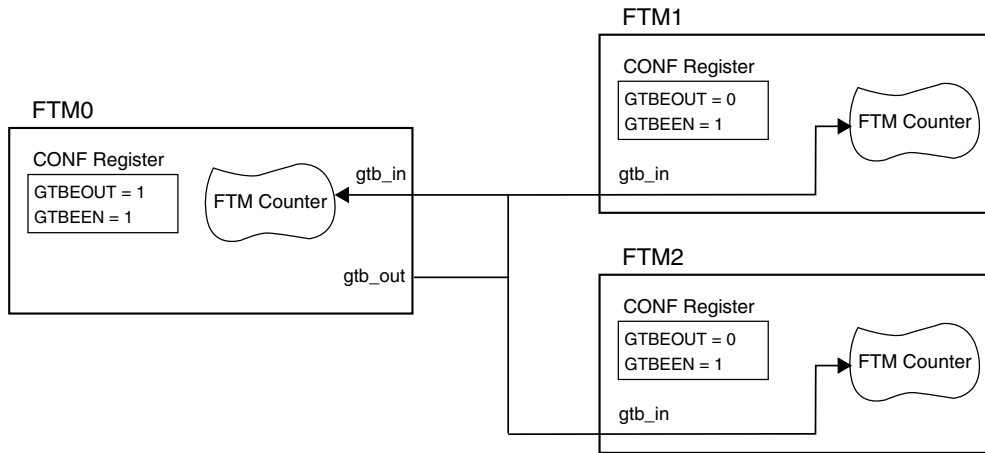 FTM0
CONF Register
GTBEOUT = 1
GTBEEN = 1
FTM Counter
gtb_in
gtb_out
FTM1
CONF Register
GTBEOUT = 0
GTBEEN = 1
FTM Counter
gtb_in
FTM2
CONF Register
GTBEOUT = 0
GTBEEN = 1
FTM Counter
gtb_in